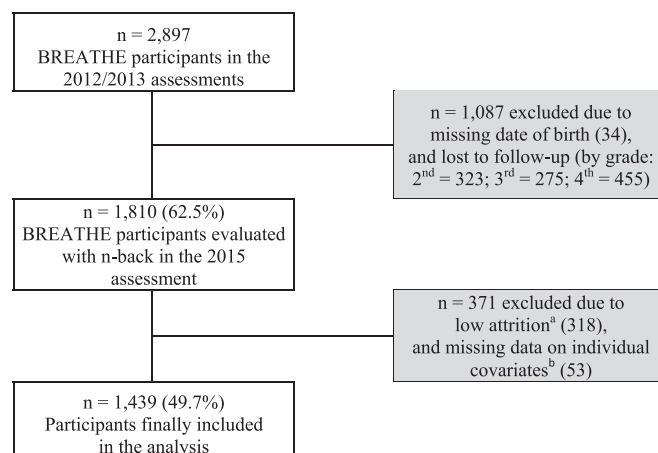 n = 2,897
BREATHE participants in the
2012/2013 assessments
n = 1,087 excluded due to
missing date of birth (34),
and lost to follow-up (by grade:
2nd = 323; 3rd = 275; 4th = 455)
n = 1,810 (62.5%)
BREATHE participants evaluated
with n-back in the 2015
assessment
n = 371 excluded due to
low attritiona (318),
and missing data on individual
covariatesb (53)
n = 1,439 (49.7%)
Participants finally included
in the analysis